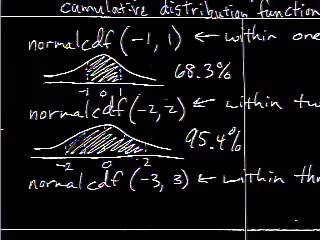 cumulative distribution function
normalcdf (-1, 1) ← within one
68.3%
-1 0 1
normalcdf (-2, 2) ← within tw
95.4%
-2 0 2
normalcdf (-3, 3) ← within thr